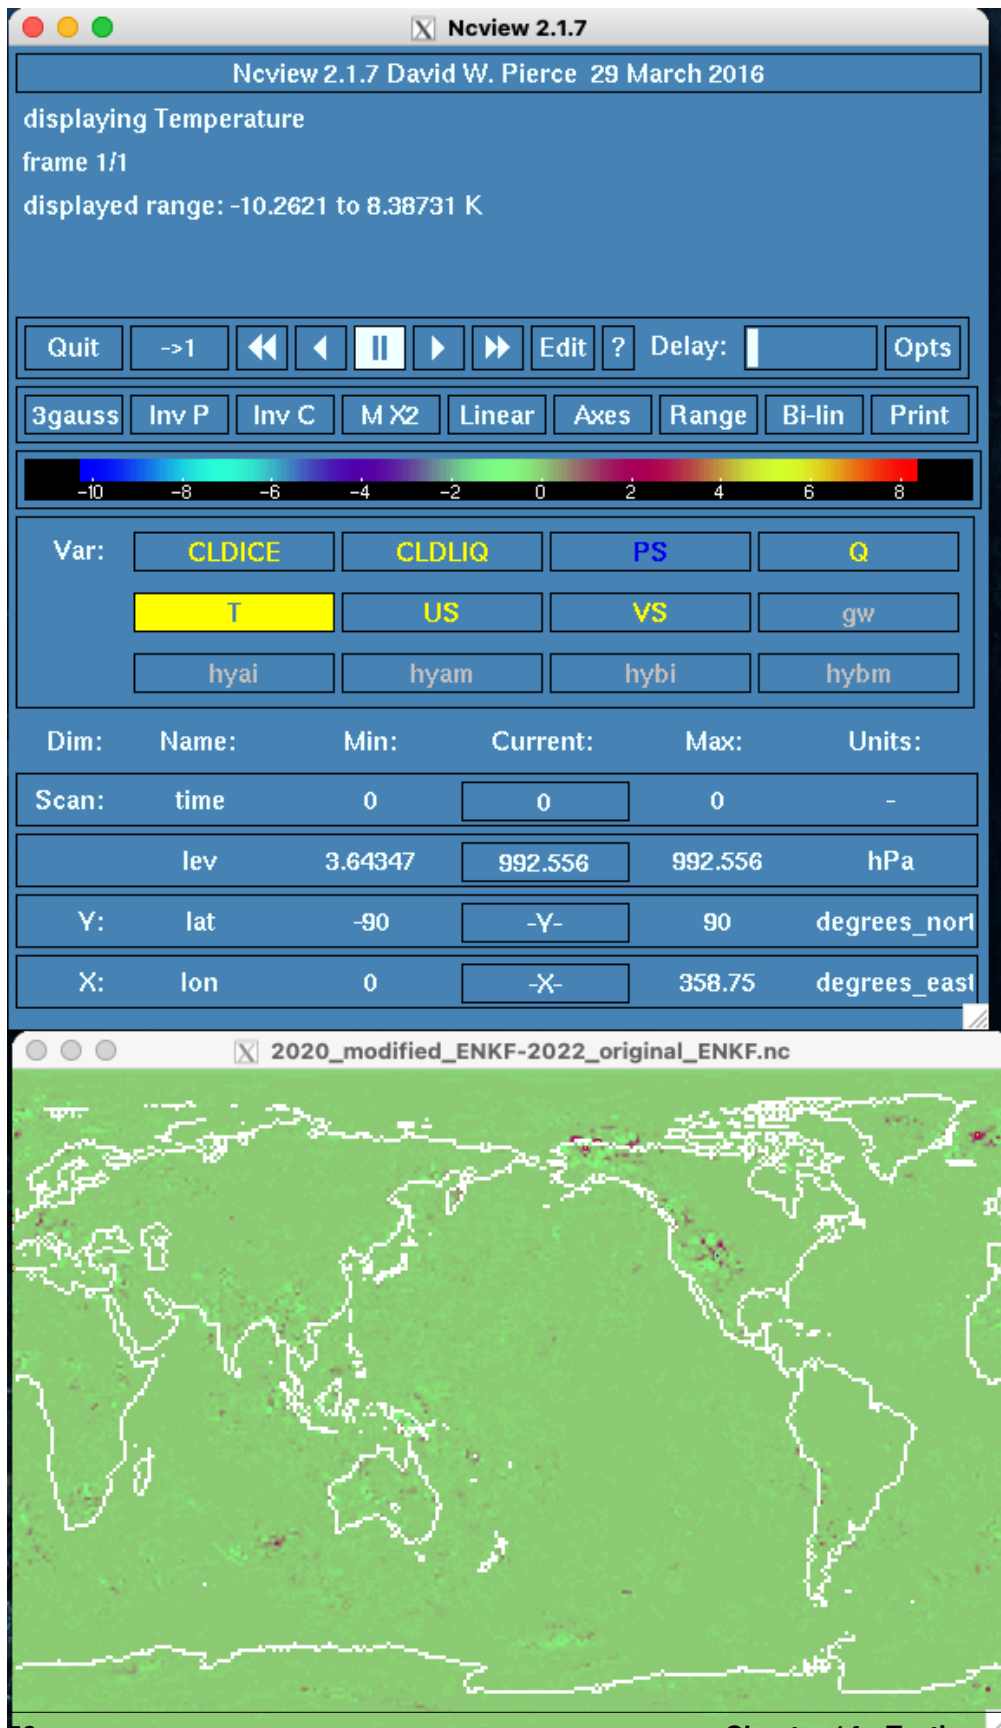 Ncview 2.1.7
Ncview 2.1.7 David W. Pierce 29 March 2016
displaying Temperature
frame 1/1
displayed range: -10.2621 to 8.38731 K
Quit ->1 Edit ? Delay: Opts
3gauss Inv P Inv C M X2 Linear Axes Range Bi-lin Print
-10 -8 -6 -4 -2 0 2 4 6 8
Var: CLDICE CLDLIQ PS Q
T US VS gw
hyai hyam hybi hybm
Dim: Name: Min: Current: Max: Units:
Scan: time 0 0 0 -
lev 3.64347 992.556 992.556 hPa
Y: lat -90 -Y- 90 degrees_nort
X: lon 0 -X- 358.75 degrees_east
2020_modified_ENKF-2022_original_ENKF.nc